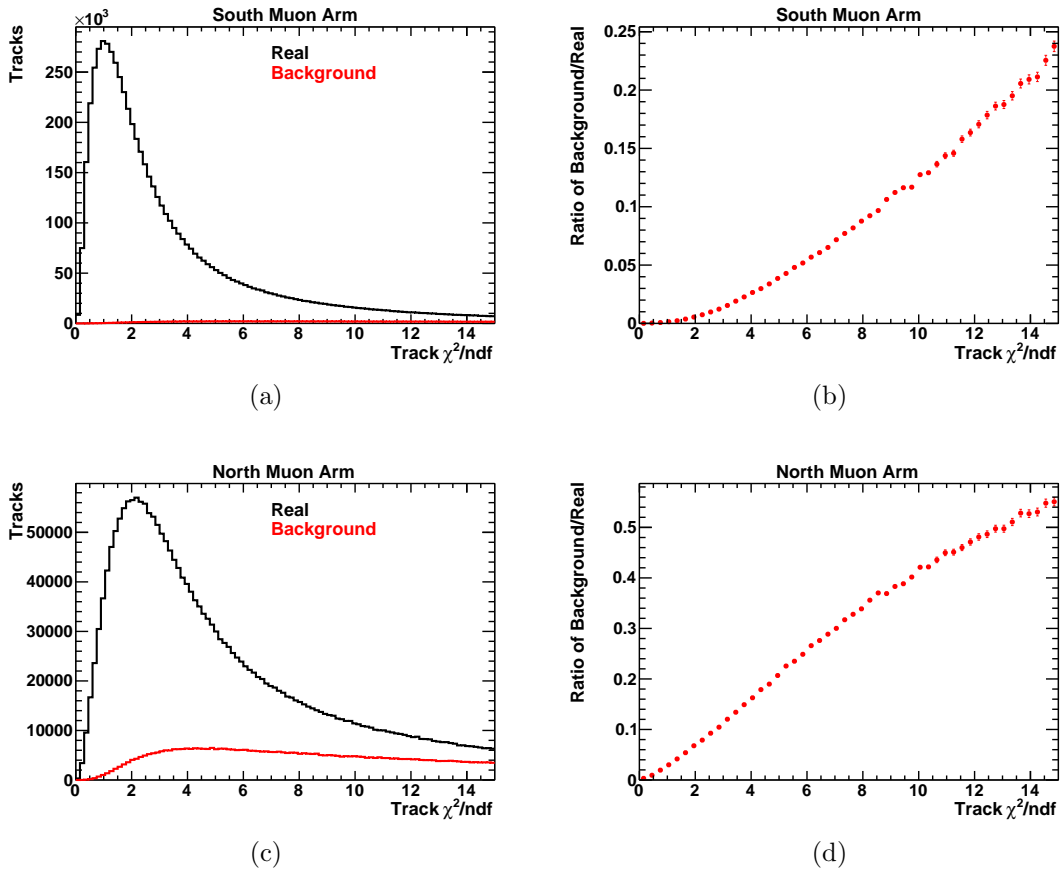 South Muon Arm
×10³
Tracks
Real
Background
250
200
150
100
50
0
0 2 4 6 8 10 12 14
Track χ²/ndf
(a)
South Muon Arm
Ratio of Background/Real
0.25
0.2
0.15
0.1
0.05
0
0 2 4 6 8 10 12 14
Track χ²/ndf
(b)
North Muon Arm
Tracks
Real
Background
50000
40000
30000
20000
10000
0
0 2 4 6 8 10 12 14
Track χ²/ndf
(c)
North Muon Arm
Ratio of Background/Real
0.5
0.4
0.3
0.2
0.1
0
0 2 4 6 8 10 12 14
Track χ²/ndf
(d)